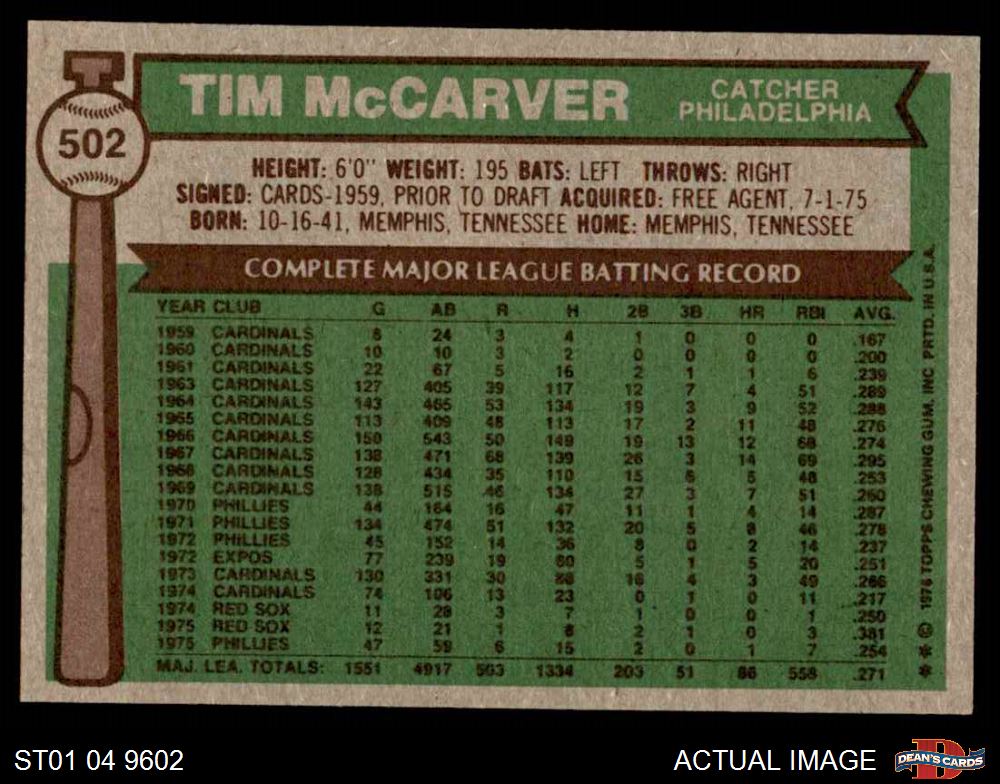 TIM McCARVER
CATCHER
PHILADELPHIA
502
HEIGHT: 6'0" WEIGHT: 195 BATS: LEFT THROWS: RIGHT
SIGNED: CARDS-1959, PRIOR TO DRAFT ACQUIRED: FREE AGENT, 7-1-75
BORN: 10-16-41, MEMPHIS, TENNESSEE HOME: MEMPHIS, TENNESSEE
COMPLETE MAJOR LEAGUE BATTING RECORD
YEAR CLUB G AB R H 2B 3B HR RBI AVG.
1959 CARDINALS 8 24 3 4 1 0 0 0 .167
1960 CARDINALS 10 10 3 2 0 0 0 0 .200
1961 CARDINALS 22 67 5 16 2 1 1 6 .239
1963 CARDINALS 127 405 39 117 12 7 4 51 .289
1964 CARDINALS 143 465 53 134 19 3 9 52 .288
1965 CARDINALS 113 409 48 113 17 2 11 48 .276
1966 CARDINALS 150 543 50 149 19 13 12 68 .274
1967 CARDINALS 138 471 68 139 26 3 14 69 .295
1968 CARDINALS 128 434 35 110 15 6 5 48 .253
1969 CARDINALS 138 515 46 134 27 3 7 51 .260
1970 PHILLIES 44 164 16 47 11 1 4 14 .287
1971 PHILLIES 134 474 51 132 20 5 8 46 .278
1972 PHILLIES 45 152 14 36 8 0 2 14 .237
1972 EXPOS 77 239 19 60 5 1 5 20 .251
1973 CARDINALS 130 331 30 88 16 4 3 49 .266
1974 CARDINALS 74 106 13 23 0 1 0 11 .217
1974 RED SOX 11 28 3 7 1 0 0 1 .250
1975 RED SOX 12 21 1 8 2 1 0 3 .381
1975 PHILLIES 47 59 6 15 2 0 1 7 .254
MAJ. LEA. TOTALS: 1551 4917 503 1334 203 51 86 558 .271
** © 1976 TOPPS CHEWING GUM, INC PRTD. IN U.S.A.
ST01 04 9602
ACTUAL IMAGE
D
DEAN'S CARDS